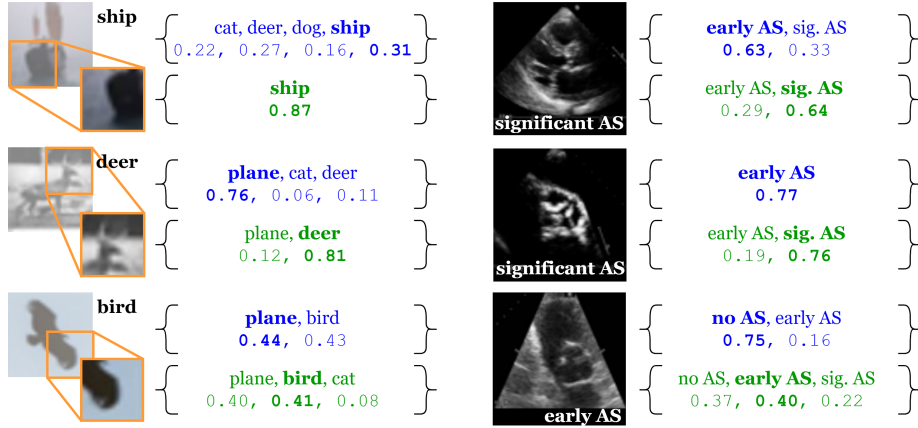 ship
cat, deer, dog, ship
0.22, 0.27, 0.16, 0.31
ship
0.87
deer
plane, cat, deer
0.76, 0.06, 0.11
plane, deer
0.12, 0.81
bird
plane, bird
0.44, 0.43
plane, bird, cat
0.40, 0.41, 0.08
significant AS
early AS, sig. AS
0.63, 0.33
early AS, sig. AS
0.29, 0.64
significant AS
early AS
0.77
early AS, sig. AS
0.19, 0.76
early AS
no AS, early AS
0.75, 0.16
no AS, early AS, sig. AS
0.37, 0.40, 0.22